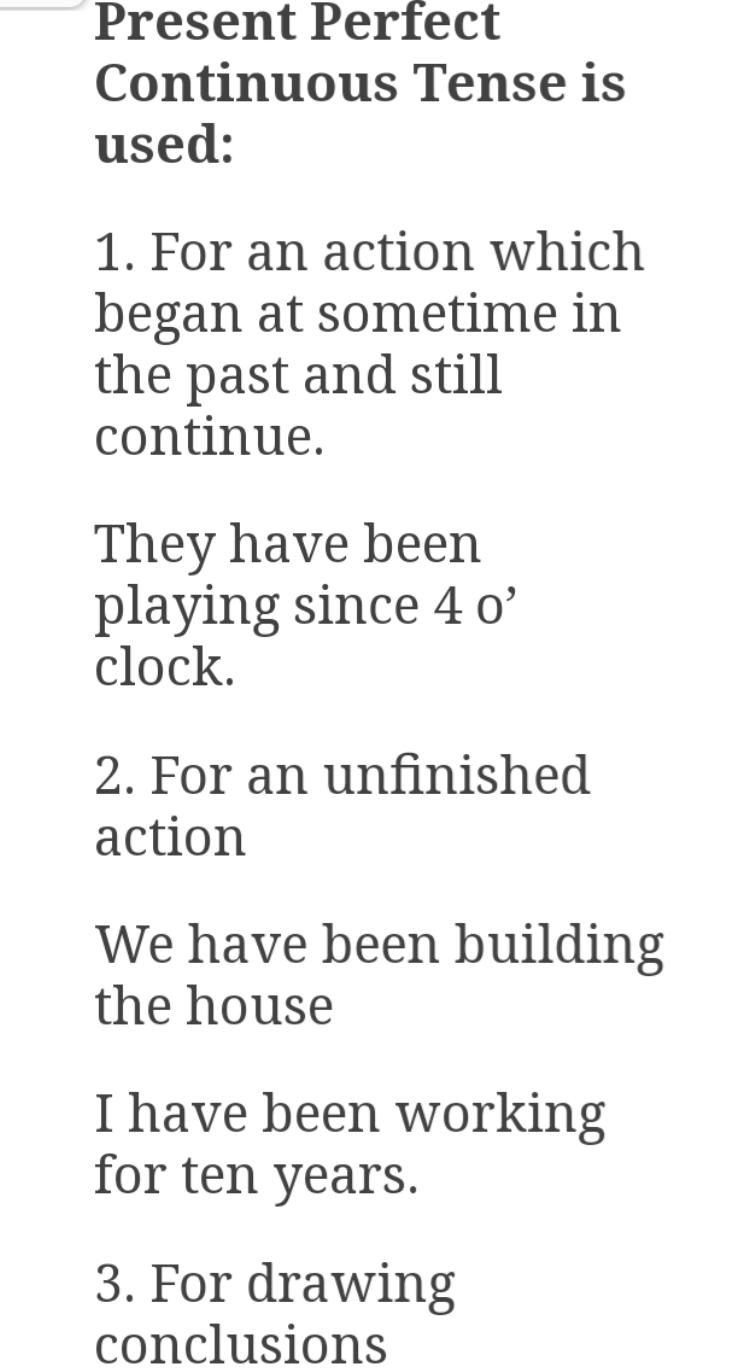 Present Perfect
Continuous Tense is
used:
1. For an action which
began at sometime in
the past and still
continue.
They have been
playing since 4 o’
clock.
2. For an unfinished
action
We have been building
the house
I have been working
for ten years.
3. For drawing
conclusions